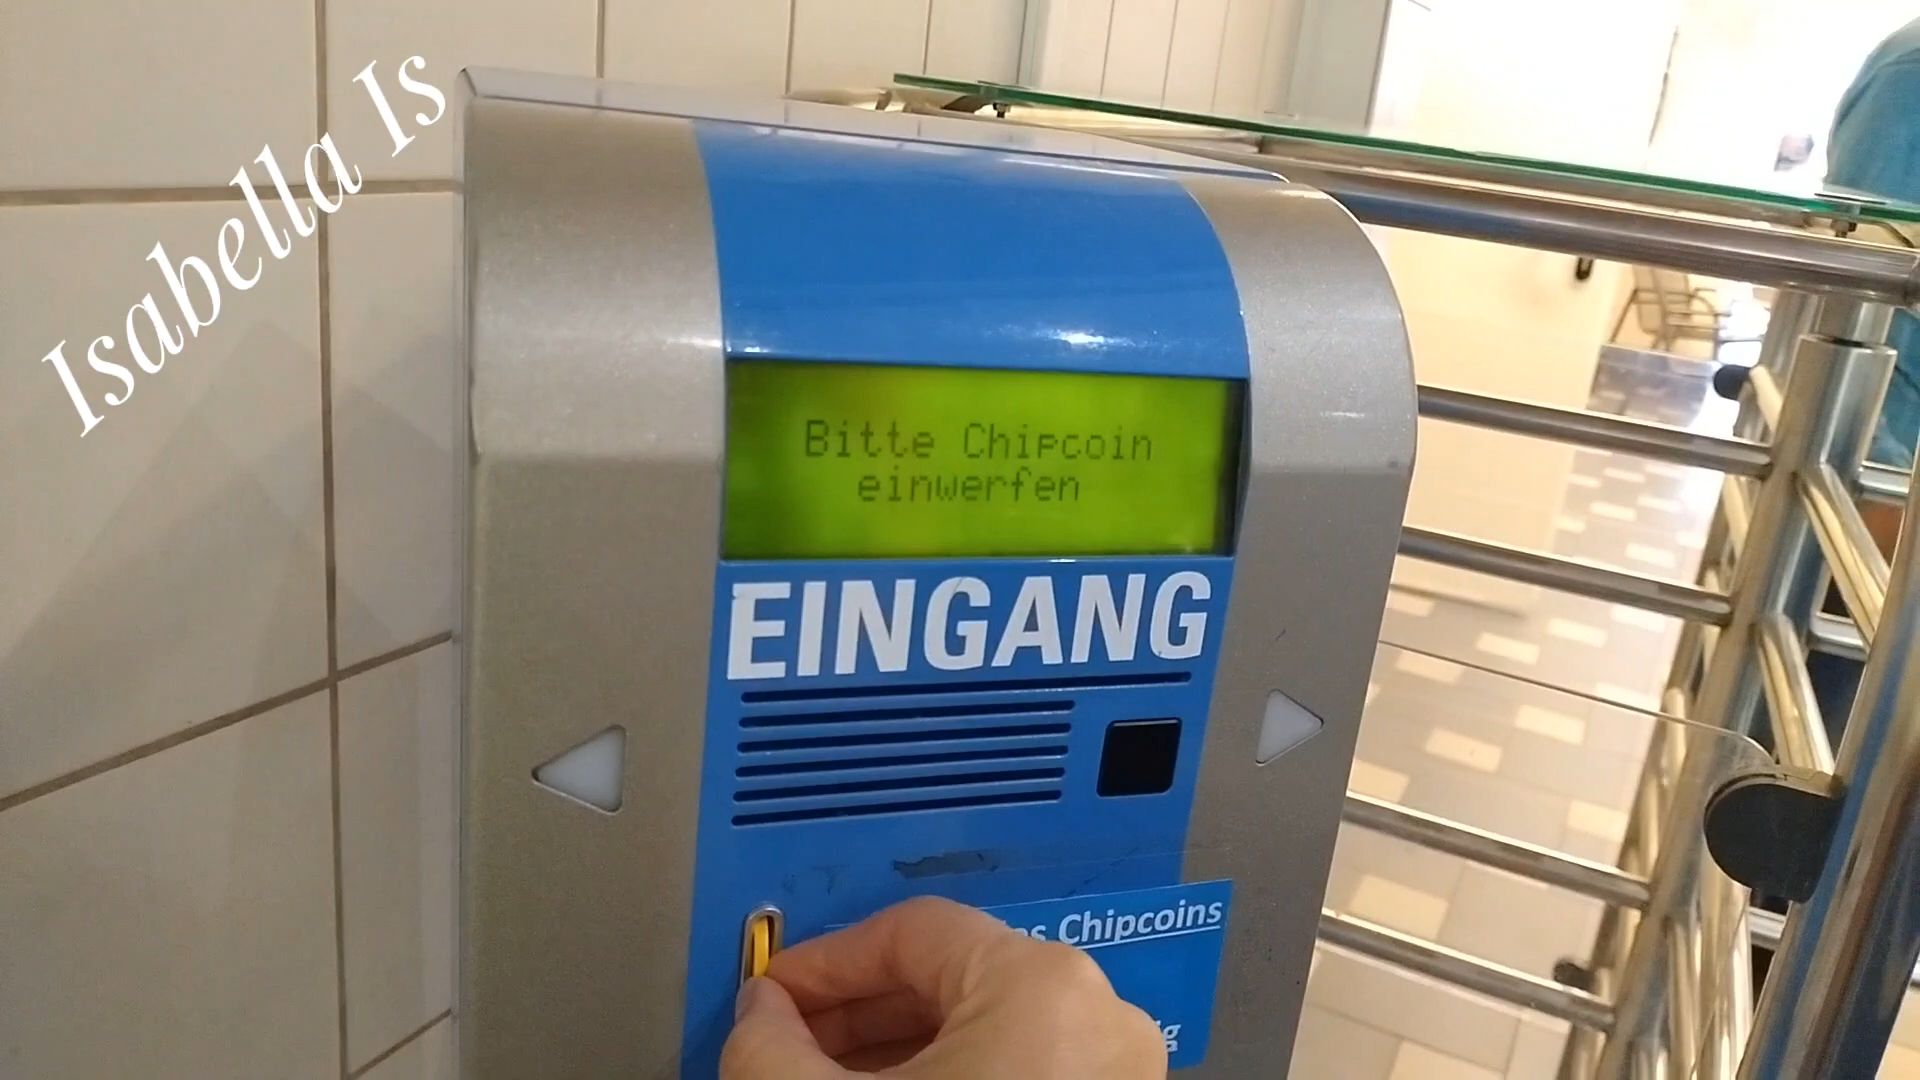 Isabella Is
Bitte Chipcoin
einwerfen
EINGANG
Chipcoins